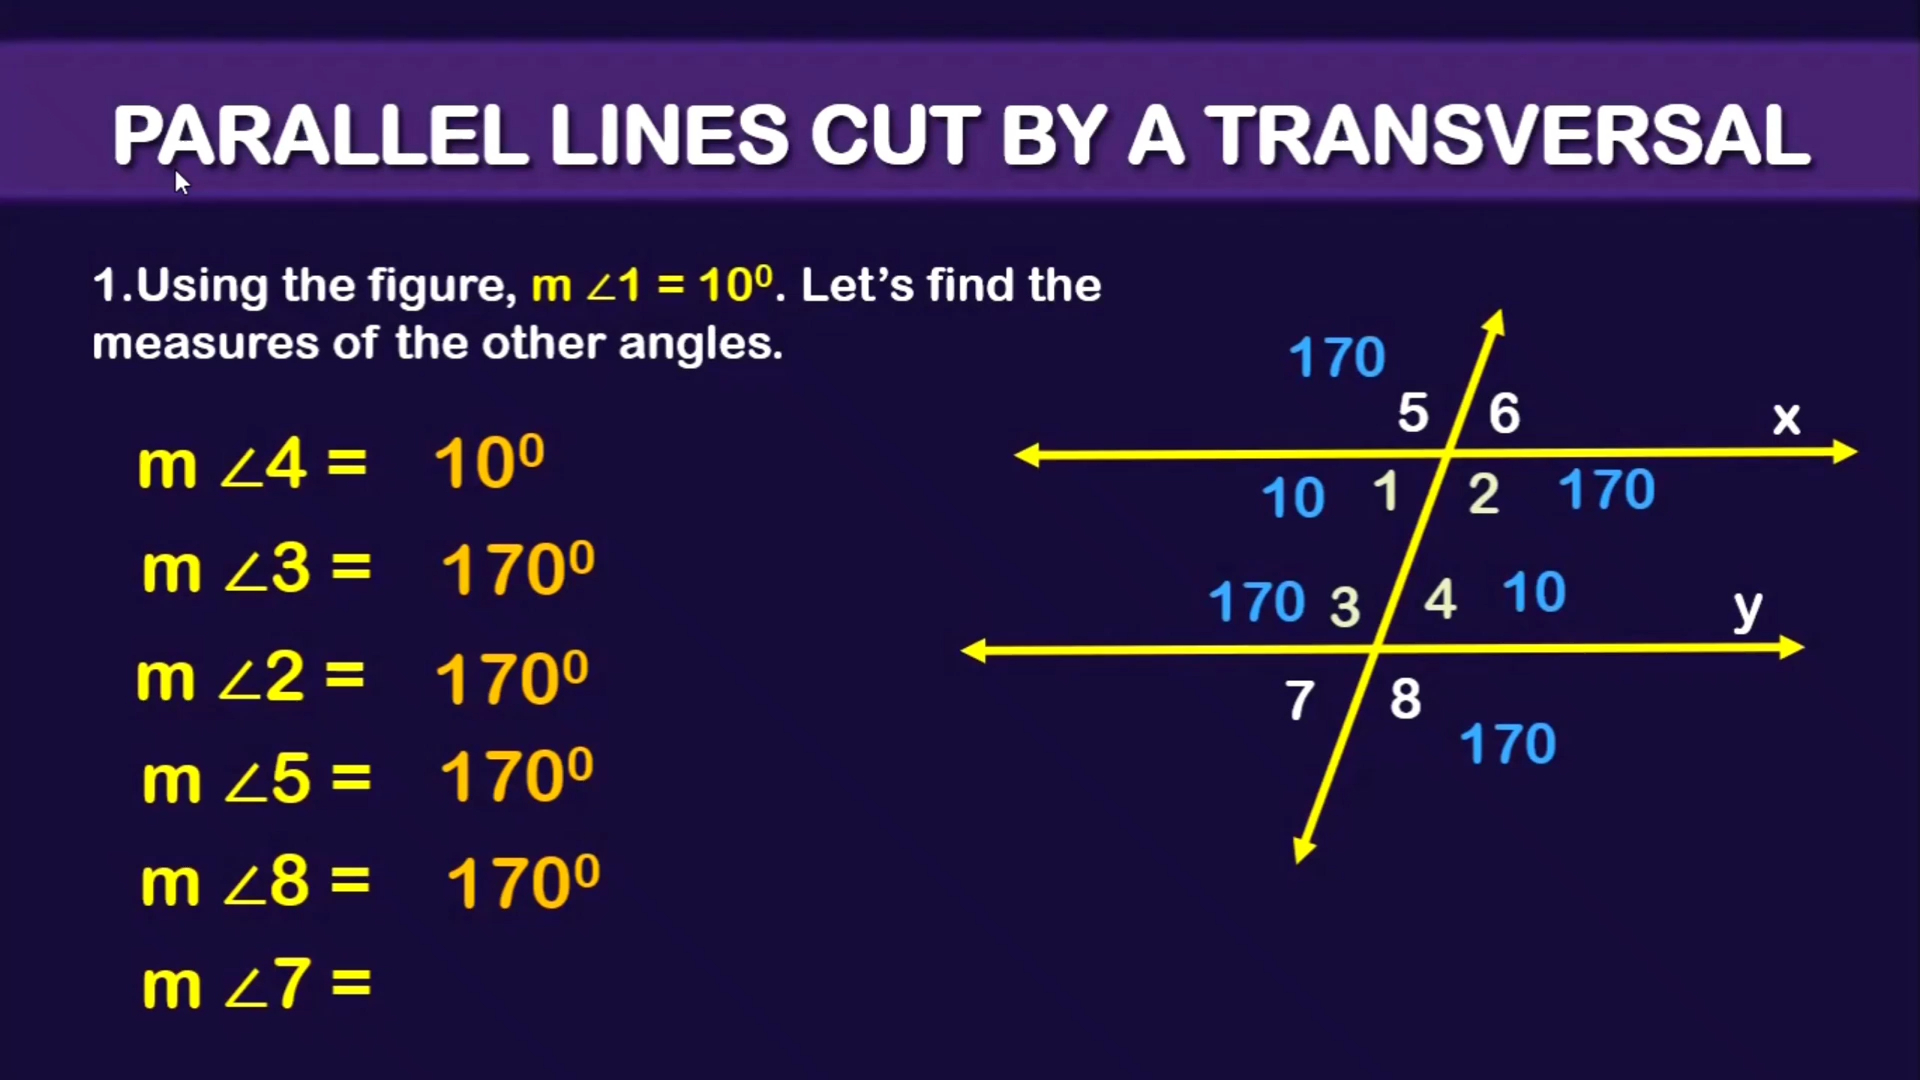 PARALLEL LINES CUT BY A TRANSVERSAL
1.Using the figure, m ∠1 = 10⁰. Let’s find the
measures of the other angles.
m ∠4 = 10⁰
m ∠3 = 170⁰
m ∠2 = 170⁰
m ∠5 = 170⁰
m ∠8 = 170⁰
m ∠7 =
170
5 6 x
10 1 2 170
170 3 4 10 y
7 8
170